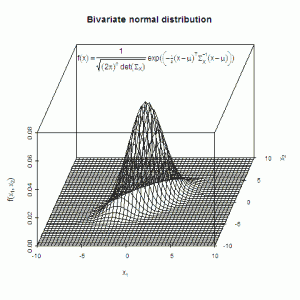 Bivariate normal distribution
f(x) = 1 / √((2π)ⁿ det(Σₓ)) exp(−½(x−μ)ᵀ Σₓ⁻¹(x−μ))
f(x₁, x₂)
0.00 0.02 0.04 0.06 0.08
-10 -5 0 5 10
x₁
-10 -5 0 5 10
x₂